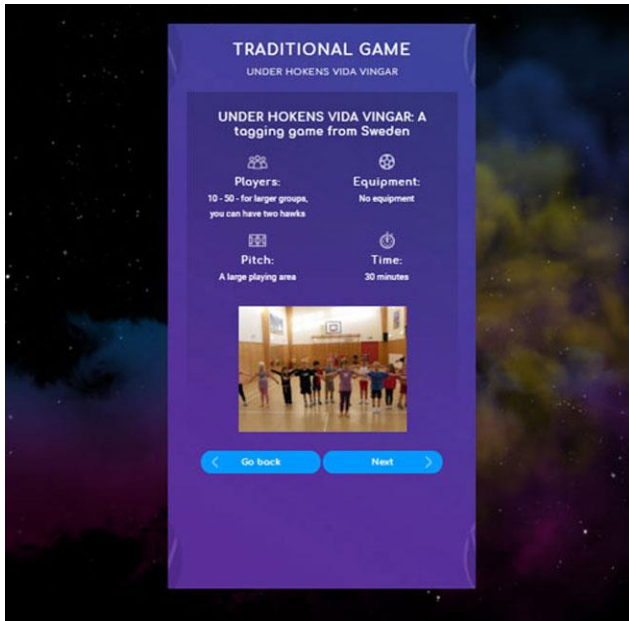 TRADITIONAL GAME
UNDER HOKENS VIDA VINGAR
UNDER HOKENS VIDA VINGAR: A
tagging game from Sweden
Players:
10 - 50 - for larger groups,
you can have two hawks
Equipment:
No equipment
Pitch:
A large playing area
Time:
30 minutes
Go back
Next